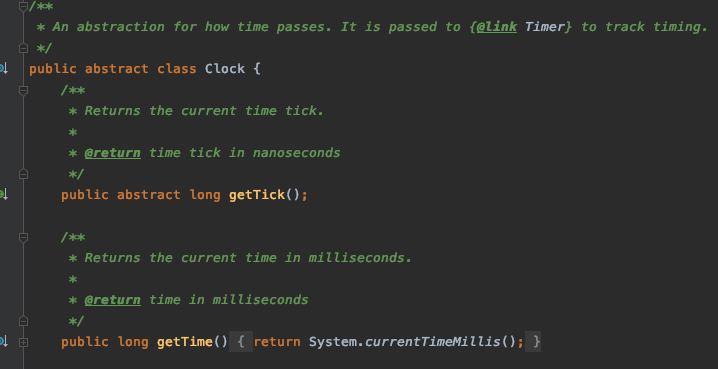 /**
 * An abstraction for how time passes. It is passed to {@link Timer} to track timing.
 */
public abstract class Clock {
    /**
     * Returns the current time tick.
     *
     * @return time tick in nanoseconds
     */
    public abstract long getTick();

    /**
     * Returns the current time in milliseconds.
     *
     * @return time in milliseconds
     */
    public long getTime() { return System.currentTimeMillis(); }